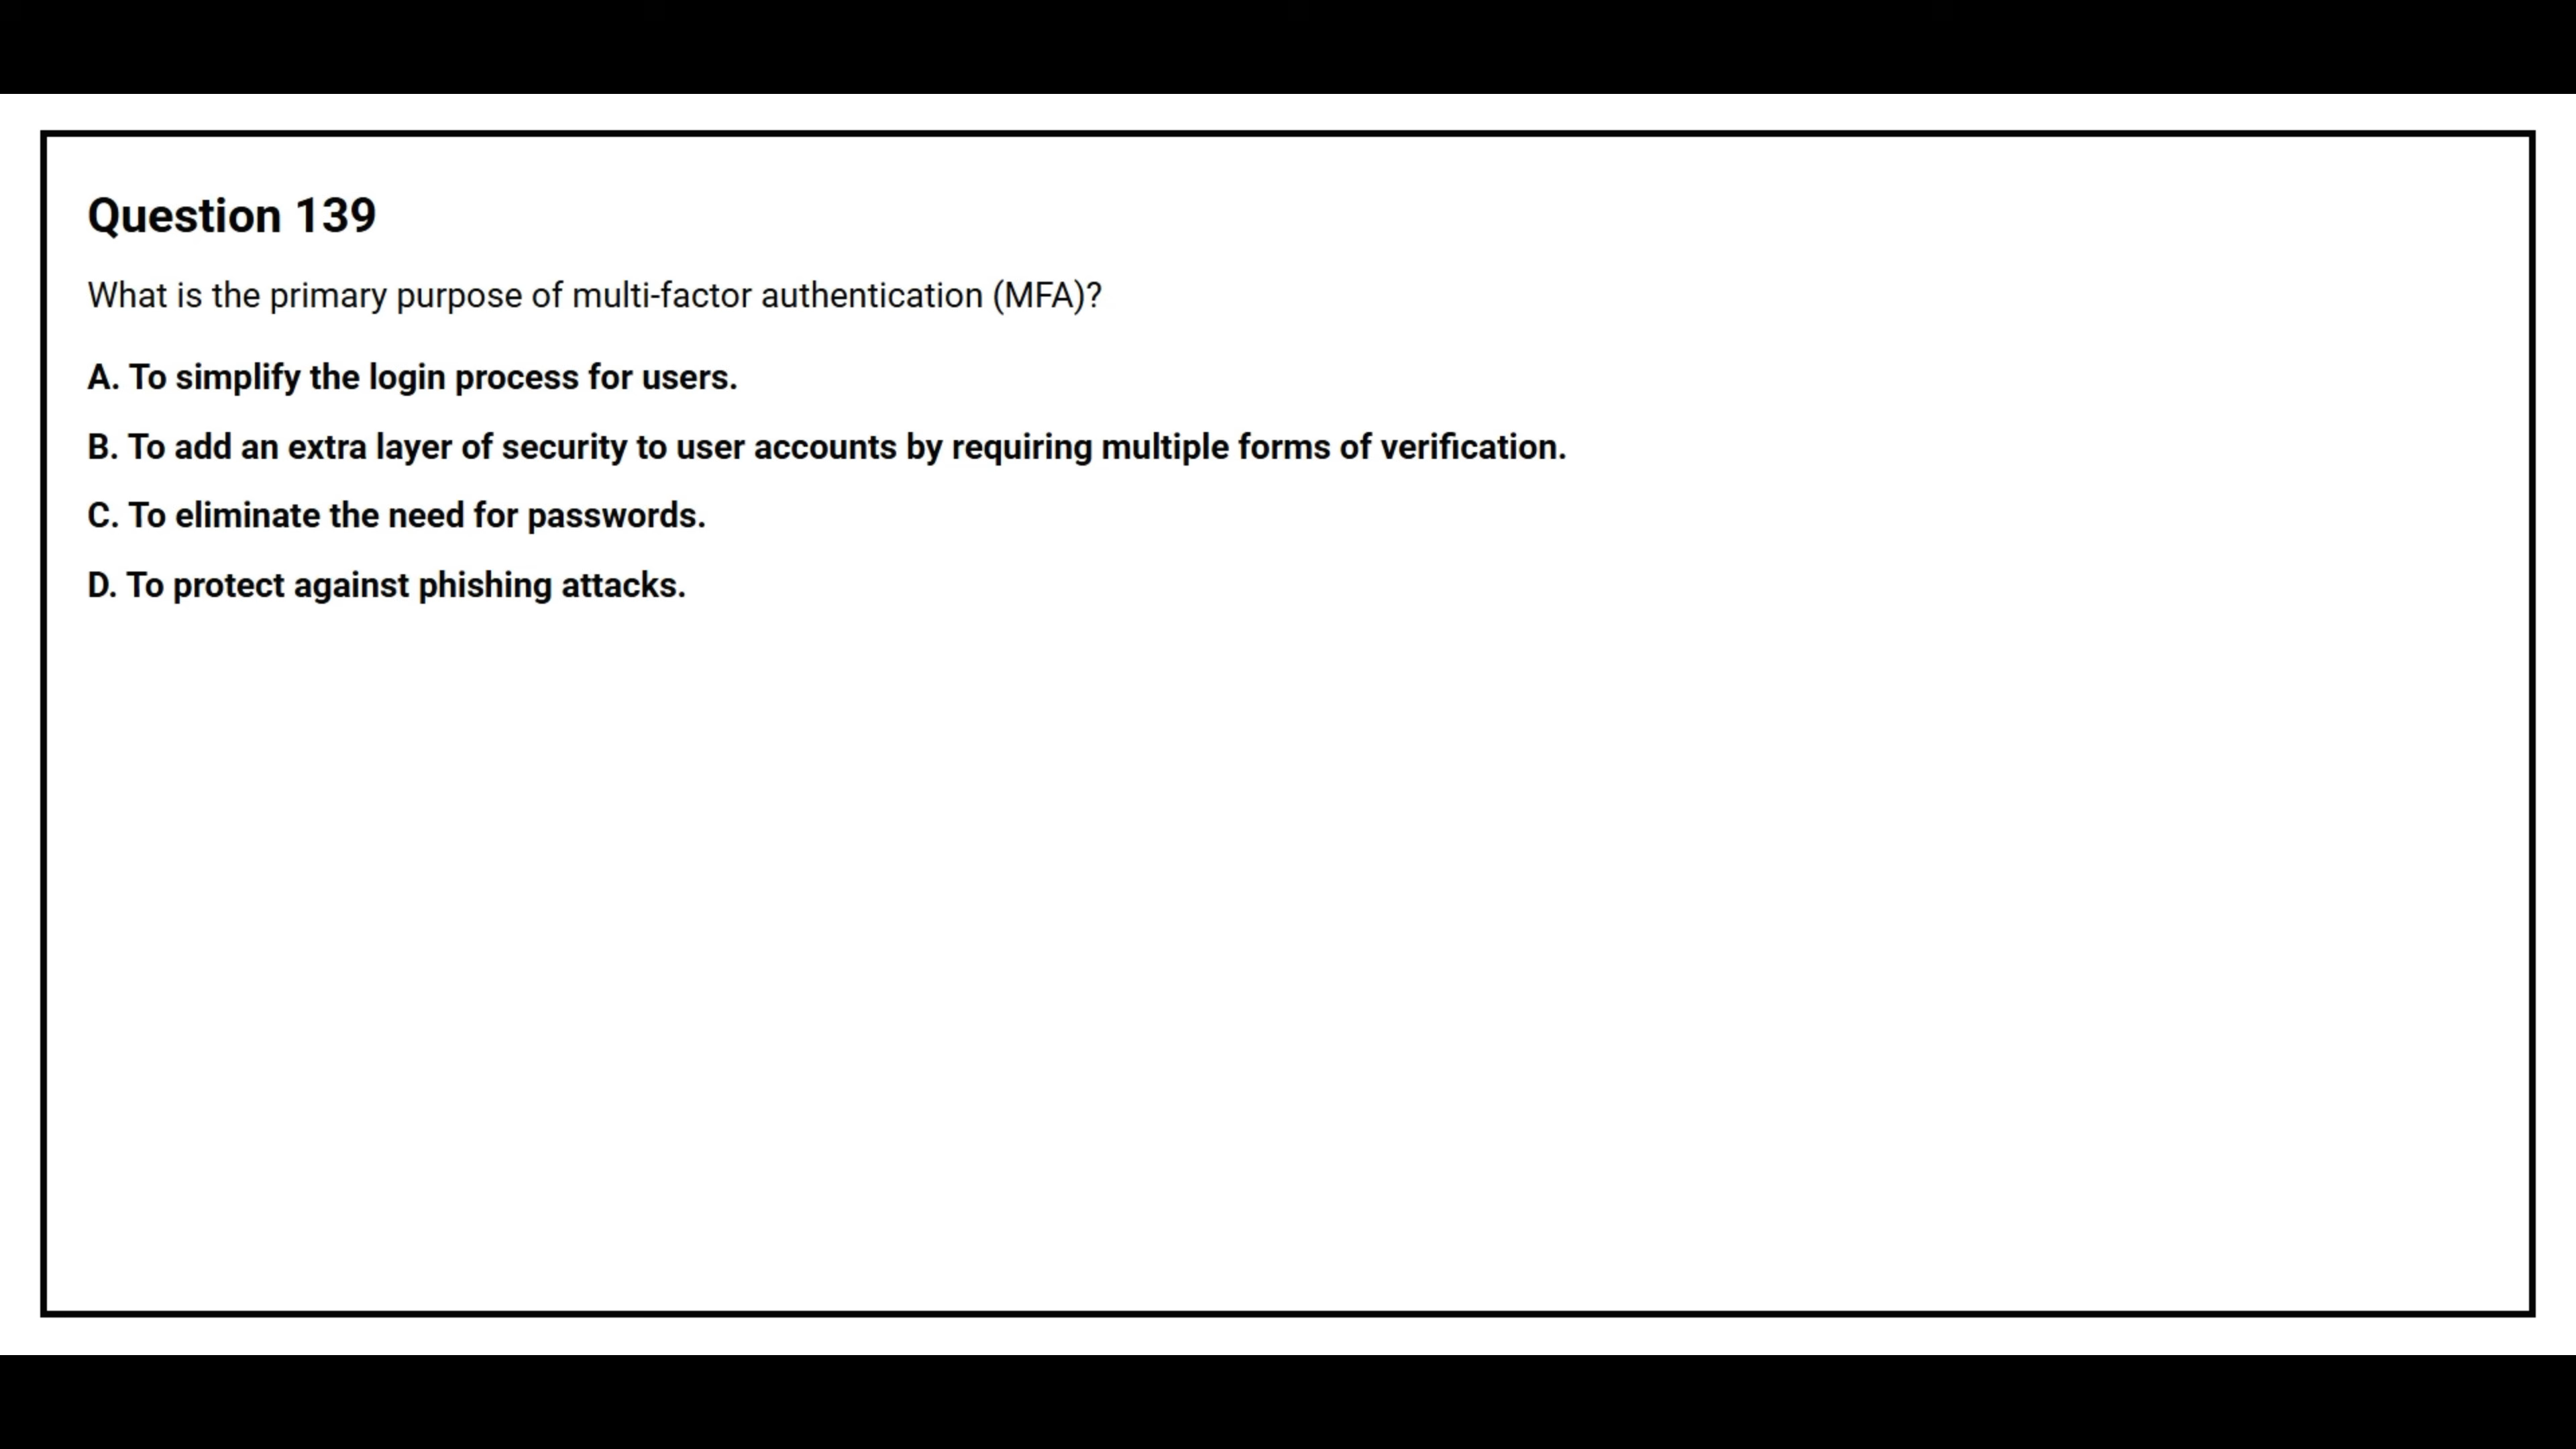 Question 139
What is the primary purpose of multi-factor authentication (MFA)?
A. To simplify the login process for users.
B. To add an extra layer of security to user accounts by requiring multiple forms of verification.
C. To eliminate the need for passwords.
D. To protect against phishing attacks.